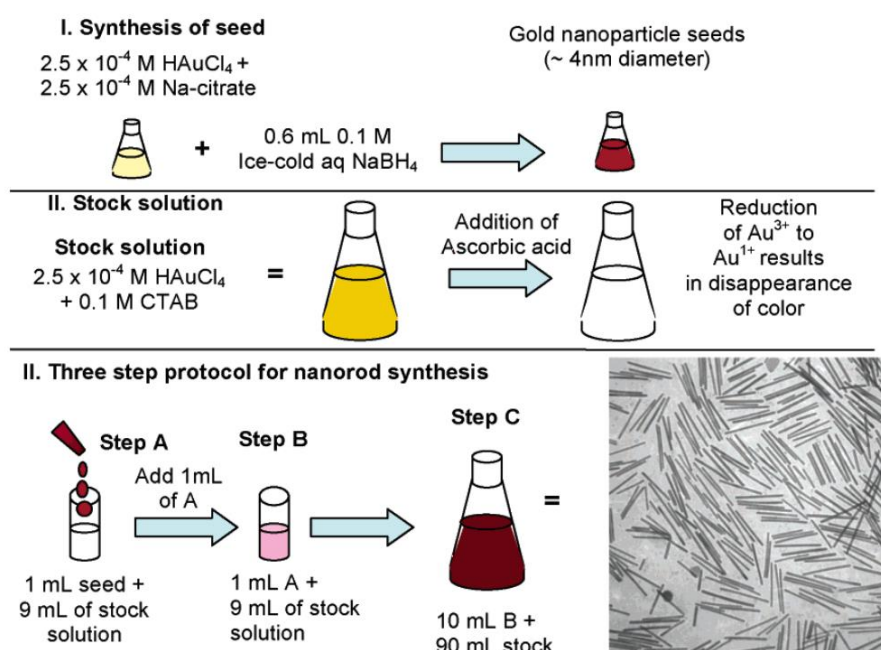 I. Synthesis of seed
2.5 x 10⁻⁴ M HAuCl₄ +
2.5 x 10⁻⁴ M Na-citrate
+
0.6 mL 0.1 M
Ice-cold aq NaBH₄
Gold nanoparticle seeds
(~ 4nm diameter)
II. Stock solution
Stock solution
2.5 x 10⁻⁴ M HAuCl₄
+ 0.1 M CTAB
=
Addition of
Ascorbic acid
Reduction
of Au³⁺ to
Au¹⁺ results
in disappearance
of color
II. Three step protocol for nanorod synthesis
Step A
Add 1mL
of A
1 mL seed +
9 mL of stock
solution
Step B
1 mL A +
9 mL of stock
solution
Step C
=
10 mL B +
90 mL stock